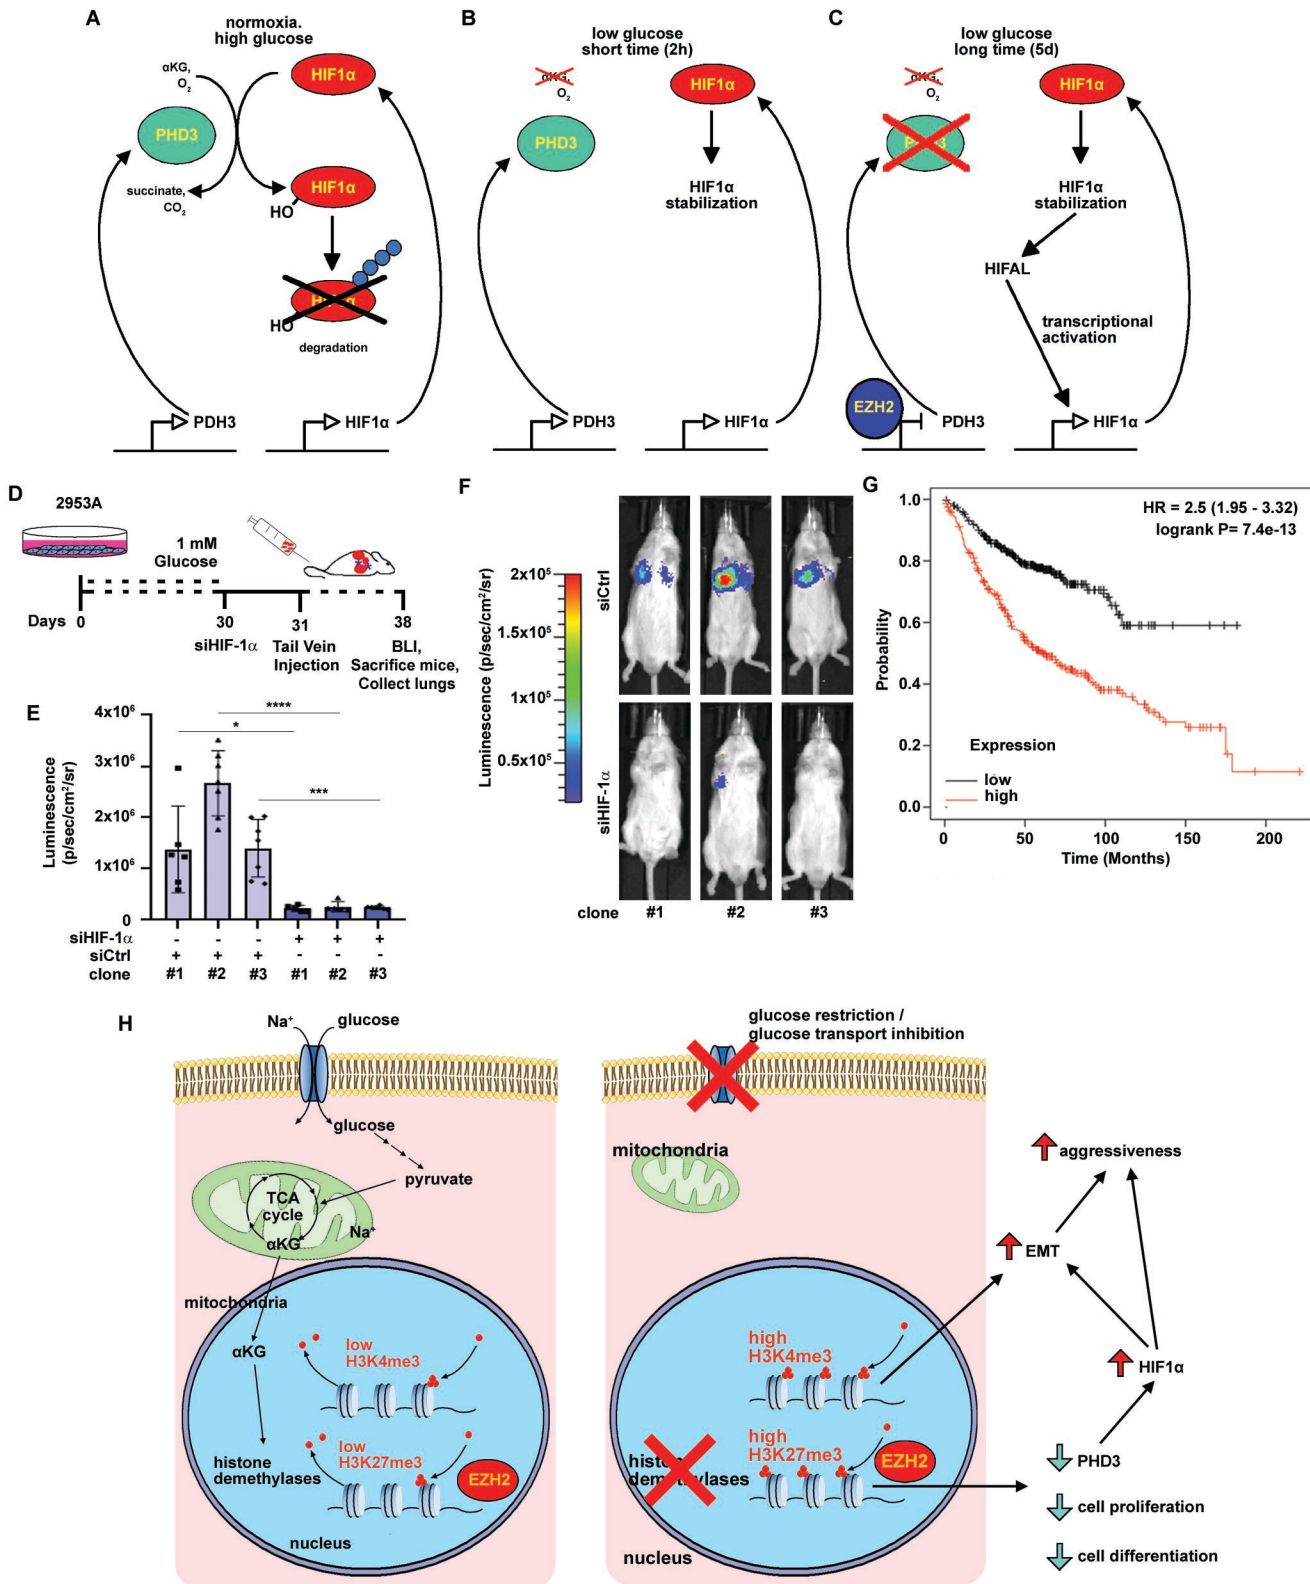 A
normoxia.
high glucose
αKG,
O2
HIF1α
PHD3
succinate,
CO2
HIF1α
HO
HIF1α
HO
degradation
PDH3
HIF1α
B
low glucose
short time (2h)
αKG,
O2
HIF1α
PHD3
HIF1α
stabilization
PDH3
HIF1α
C
low glucose
long time (5d)
αKG,
O2
HIF1α
PHD3
HIF1α
stabilization
HIFAL
transcriptional
activation
EZH2
PDH3
HIF1α
D
2953A
1 mM
Glucose
Days
0
30
31
38
siHIF-1α
Tail Vein
Injection
BLI,
Sacrifice mice,
Collect lungs
E
Luminescence
(p/sec/cm²/sr)
4x10⁶
3x10⁶
2x10⁶
1x10⁶
0
****
*
***
siHIF-1α - - - + + +
siCtrl + + + - - -
clone #1 #2 #3 #1 #2 #3
F
Luminescence (p/sec/cm²/sr)
2x10⁵
1.5x10⁵
1x10⁵
0.5x10⁵
siCtrl
siHIF-1α
clone #1 #2 #3
G
Probability
1.0
0.8
0.6
0.4
0.2
0.0
HR = 2.5 (1.95 - 3.32)
logrank P= 7.4e-13
Expression
low
high
0 50 100 150 200
Time (Months)
H
Na⁺
glucose
glucose
pyruvate
TCA
cycle
αKG
Na⁺
mitochondria
αKG
low
H3K4me3
histone
demethylases
low
H3K27me3
EZH2
nucleus
glucose restriction /
glucose transport inhibition
mitochondria
high
H3K4me3
high
H3K27me3
histone
demethylases
EZH2
nucleus
aggressiveness
EMT
HIF1α
PHD3
cell proliferation
cell differentiation